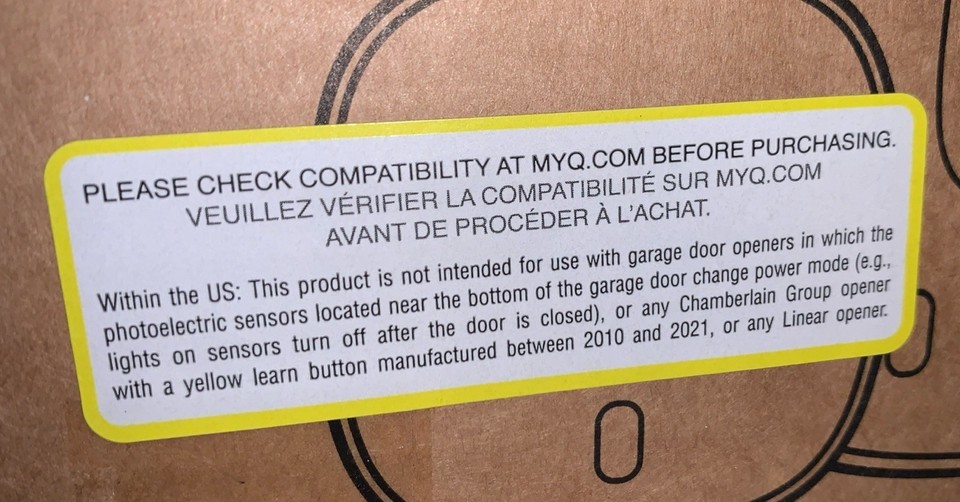 PLEASE CHECK COMPATIBILITY AT MYQ.COM BEFORE PURCHASING.
VEUILLEZ VÉRIFIER LA COMPATIBILITÉ SUR MYQ.COM
AVANT DE PROCÉDER À L'ACHAT.
Within the US: This product is not intended for use with garage door openers in which the
photoelectric sensors located near the bottom of the garage door change power mode (e.g.,
lights on sensors turn off after the door is closed), or any Chamberlain Group opener
with a yellow learn button manufactured between 2010 and 2021, or any Linear opener.